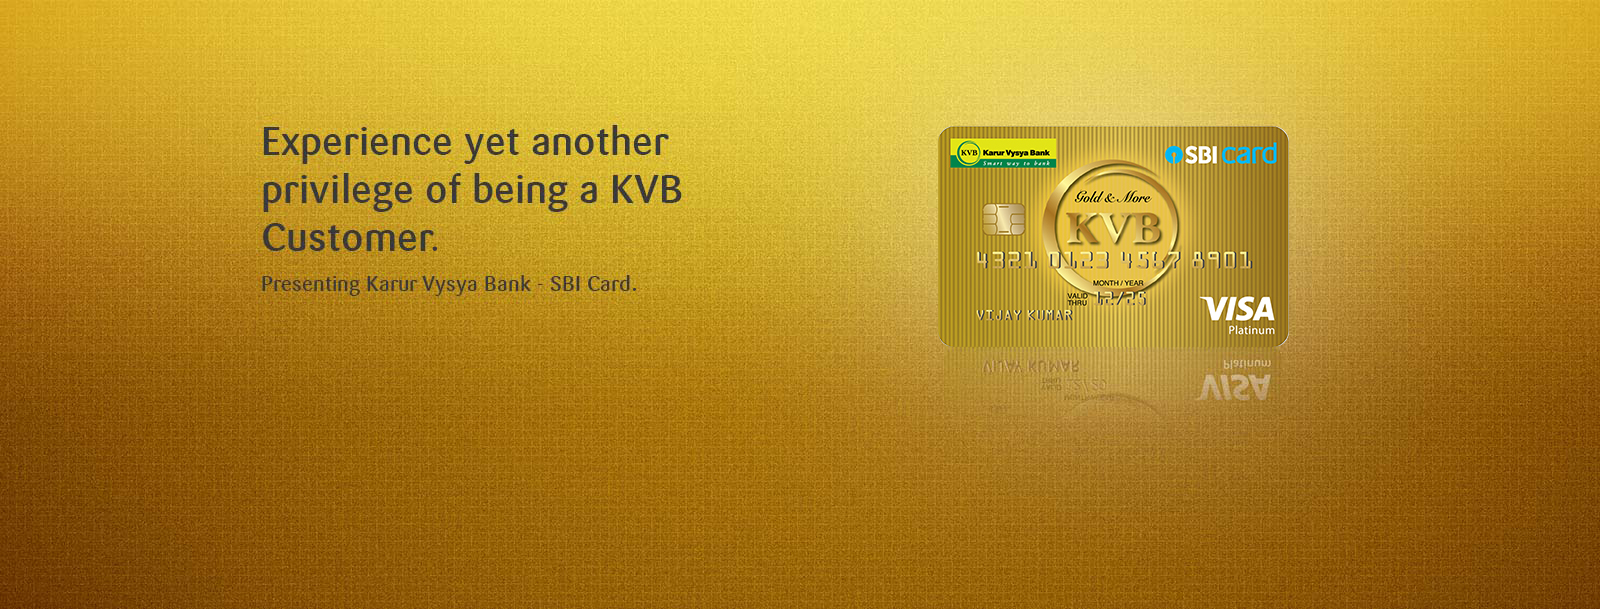 Experience yet another
privilege of being a KVB
Customer.
Presenting Karur Vysya Bank - SBI Card.
KVB Karur Vysya Bank
Smart way to bank
SBI card
Gold & More
KVB
4321 0123 4567 8901
MONTH / YEAR
VALID
THRU 12/25
VIJAY KUMAR
VISA
Platinum